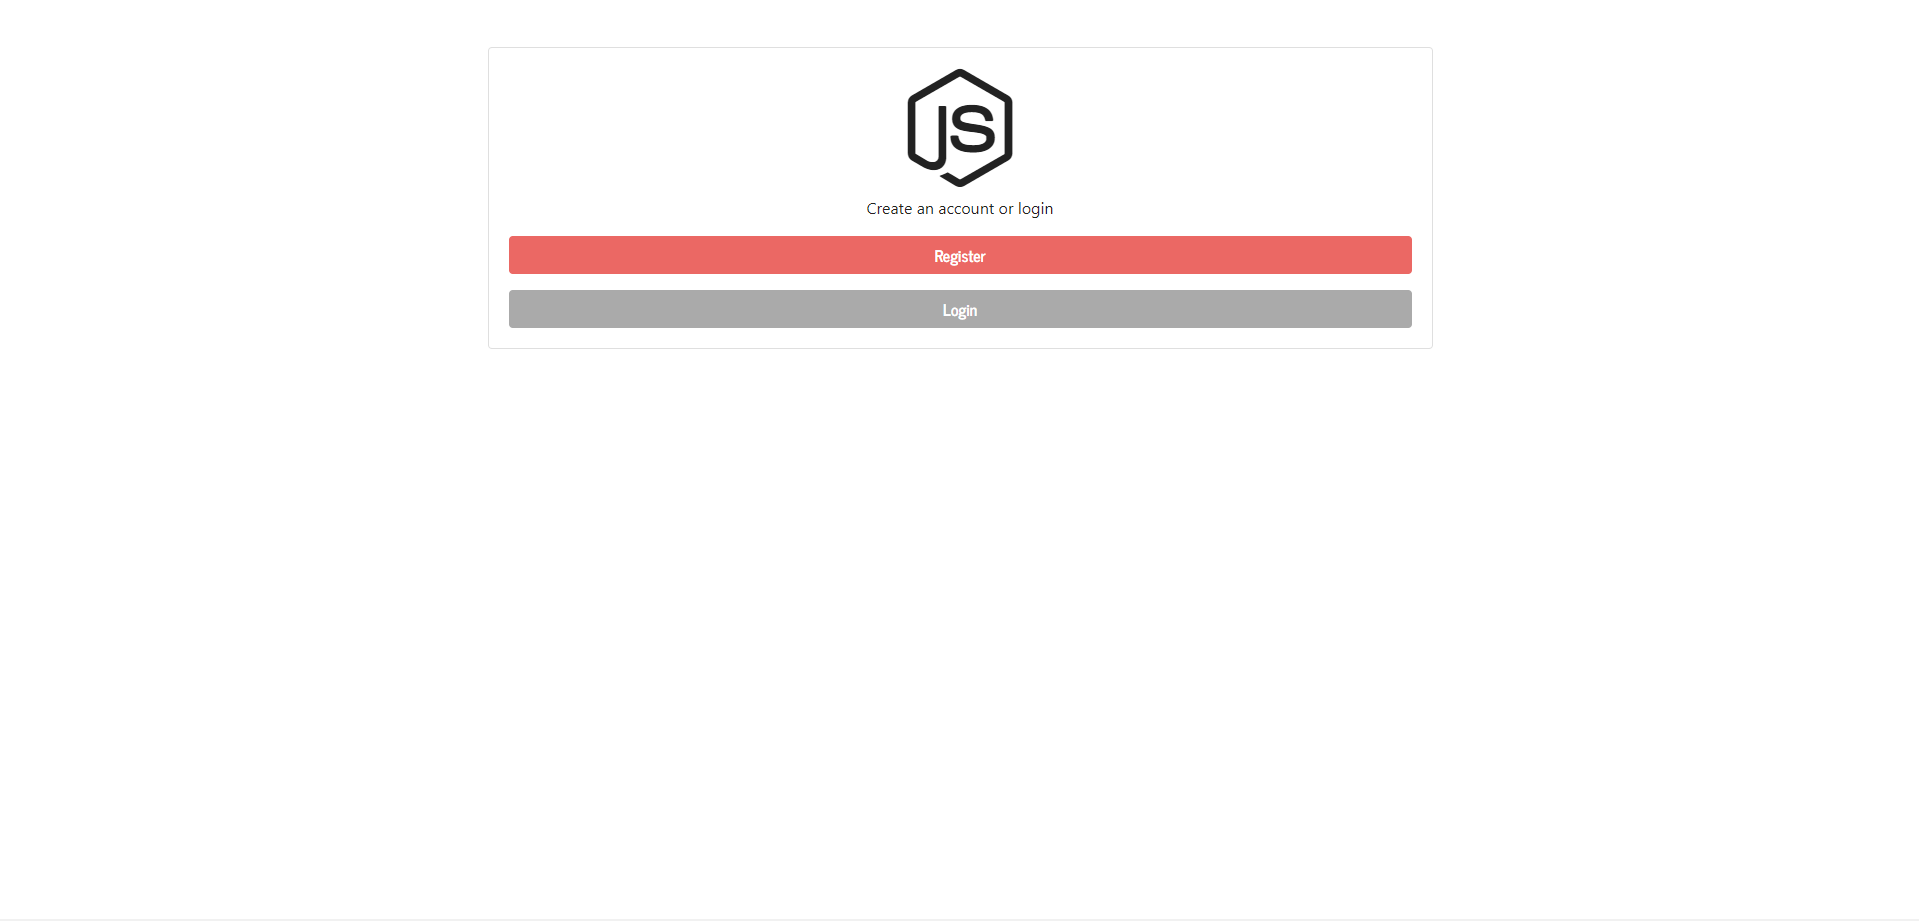 JS
Create an account or login
Register
Login